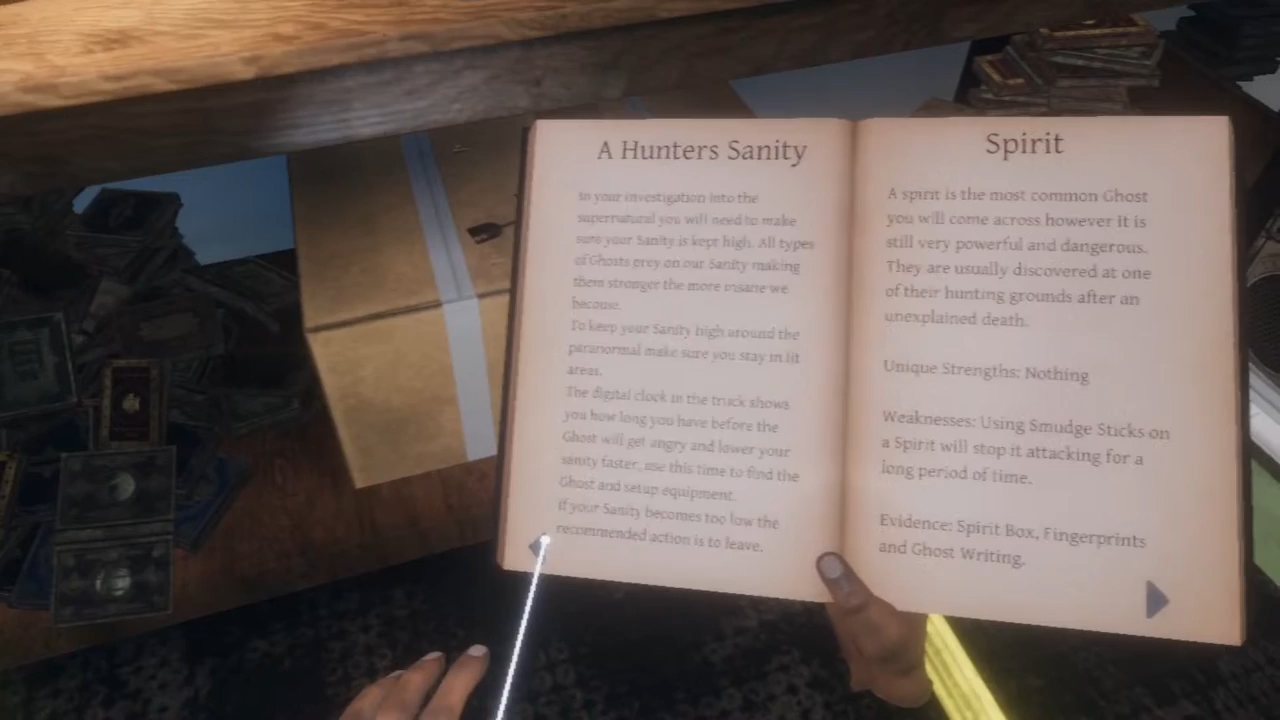 A Hunters Sanity
In your investigation into the
supernatural you will need to make
sure your Sanity is kept high. All types
of Ghosts prey on our Sanity making
them stronger the more insane we
become.
To keep your Sanity high around the
paranormal make sure you stay in lit
areas.
The digital clock in the truck shows
you how long you have before the
Ghost will get angry and lower your
sanity faster, use this time to find the
Ghost and setup equipment.
If your Sanity becomes too low the
recommended action is to leave.
Spirit
A spirit is the most common Ghost
you will come across however it is
still very powerful and dangerous.
They are usually discovered at one
of their hunting grounds after an
unexplained death.
Unique Strengths: Nothing
Weaknesses: Using Smudge Sticks on
a Spirit will stop it attacking for a
long period of time.
Evidence: Spirit Box, Fingerprints
and Ghost Writing.